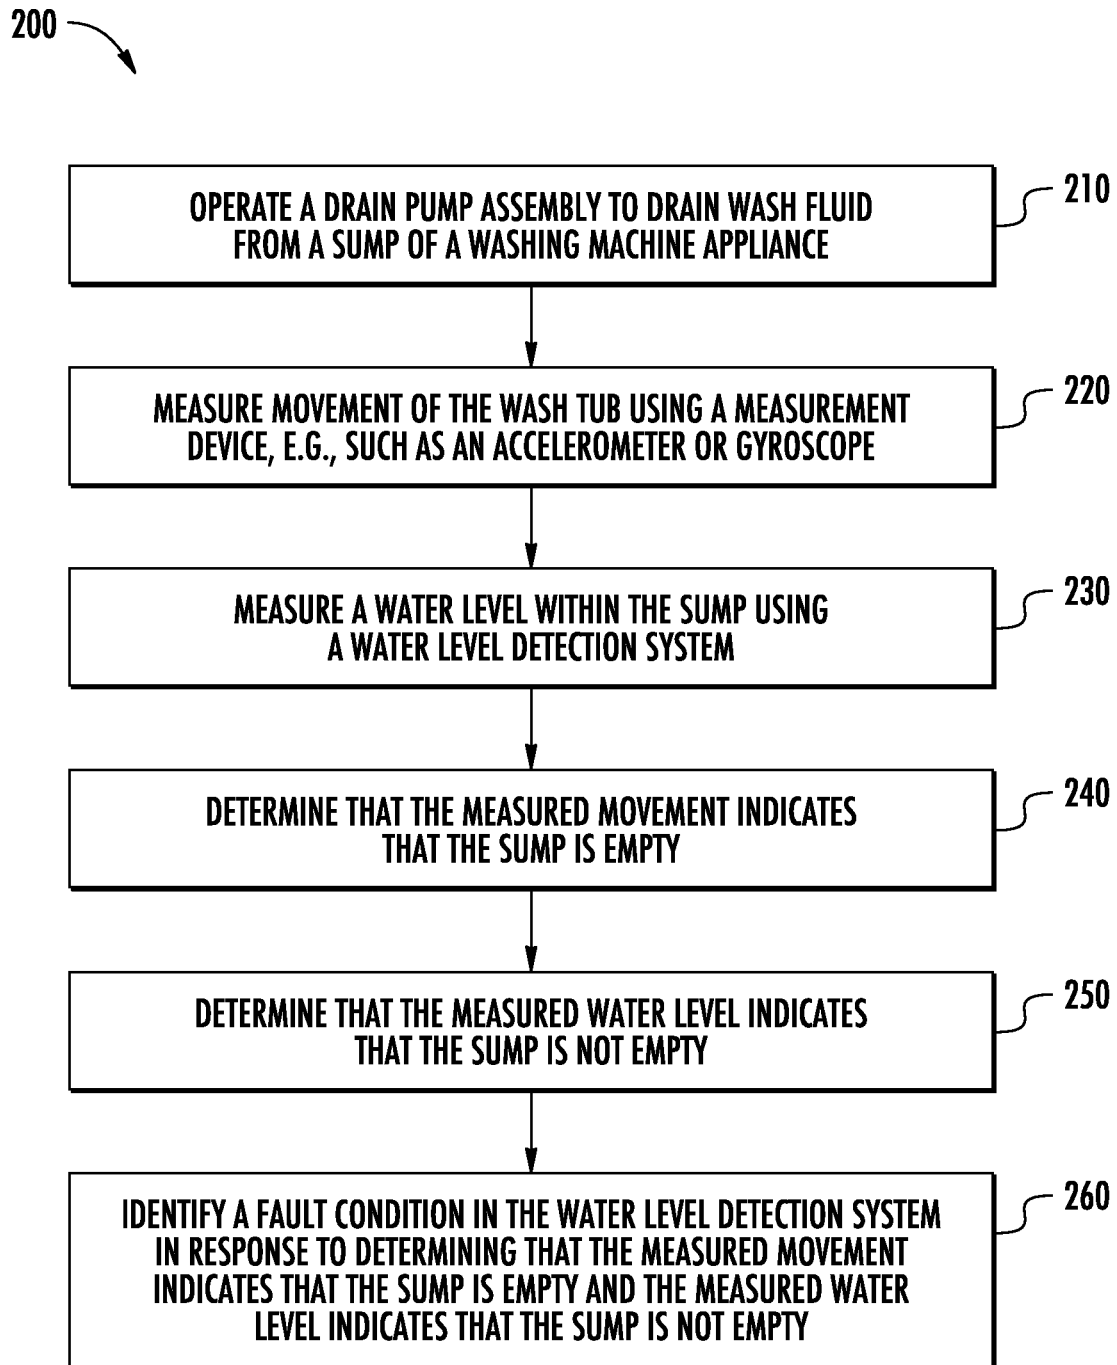 200
OPERATE A DRAIN PUMP ASSEMBLY TO DRAIN WASH FLUID
FROM A SUMP OF A WASHING MACHINE APPLIANCE
210
MEASURE MOVEMENT OF THE WASH TUB USING A MEASUREMENT
DEVICE, E.G., SUCH AS AN ACCELEROMETER OR GYROSCOPE
220
MEASURE A WATER LEVEL WITHIN THE SUMP USING
A WATER LEVEL DETECTION SYSTEM
230
DETERMINE THAT THE MEASURED MOVEMENT INDICATES
THAT THE SUMP IS EMPTY
240
DETERMINE THAT THE MEASURED WATER LEVEL INDICATES
THAT THE SUMP IS NOT EMPTY
250
IDENTIFY A FAULT CONDITION IN THE WATER LEVEL DETECTION SYSTEM
IN RESPONSE TO DETERMINING THAT THE MEASURED MOVEMENT
INDICATES THAT THE SUMP IS EMPTY AND THE MEASURED WATER
LEVEL INDICATES THAT THE SUMP IS NOT EMPTY
260